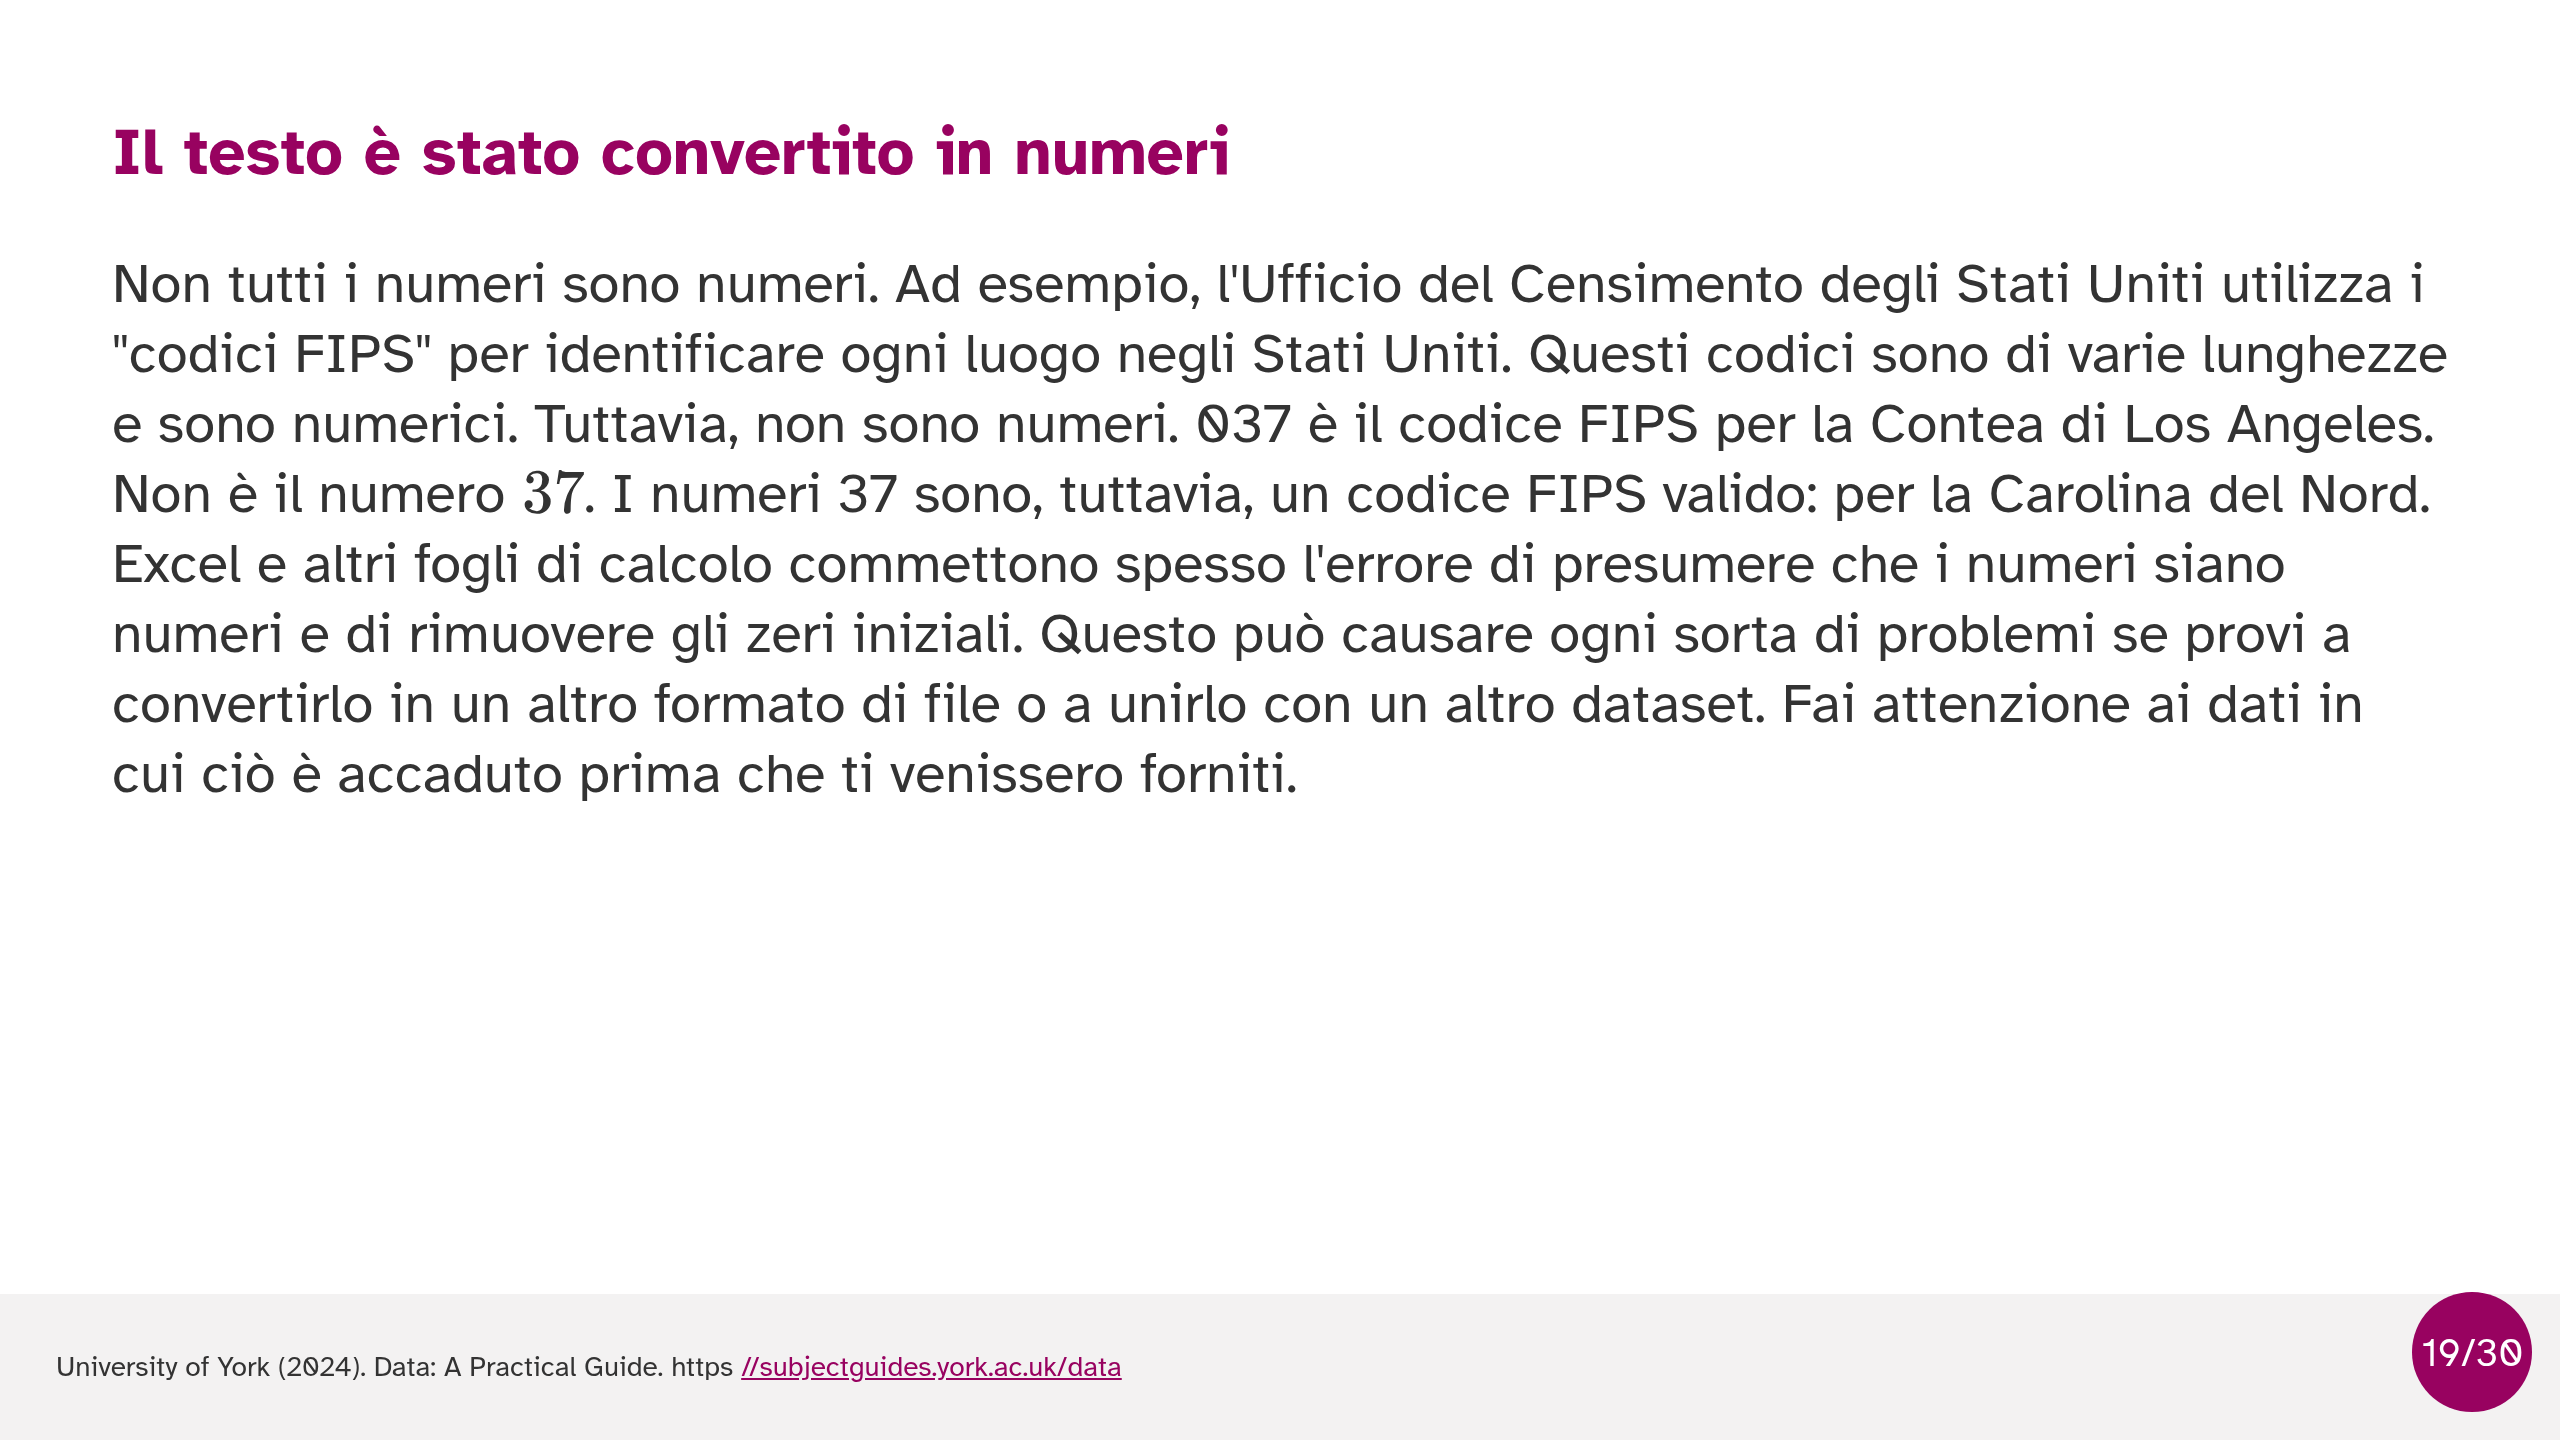 Il testo è stato convertito in numeri
Non tutti i numeri sono numeri. Ad esempio, l'Ufficio del Censimento degli Stati Uniti utilizza i
"codici FIPS" per identificare ogni luogo negli Stati Uniti. Questi codici sono di varie lunghezze
e sono numerici. Tuttavia, non sono numeri. 037 è il codice FIPS per la Contea di Los Angeles.
Non è il numero 37. I numeri 37 sono, tuttavia, un codice FIPS valido: per la Carolina del Nord.
Excel e altri fogli di calcolo commettono spesso l'errore di presumere che i numeri siano
numeri e di rimuovere gli zeri iniziali. Questo può causare ogni sorta di problemi se provi a
convertirlo in un altro formato di file o a unirlo con un altro dataset. Fai attenzione ai dati in
cui ciò è accaduto prima che ti venissero forniti.
University of York (2024). Data: A Practical Guide. https //subjectguides.york.ac.uk/data
19/30